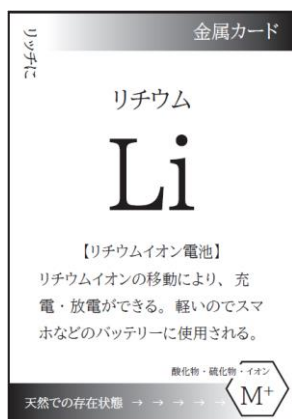 金属カード
リッチに
リチウム
Li
【リチウムイオン電池】
リチウムイオンの移動により、充
電・放電ができる。軽いのでスマ
ホなどのバッテリーに使用される。
酸化物・硫化物・イオン
天然での存在状態 → → → → → M⁺